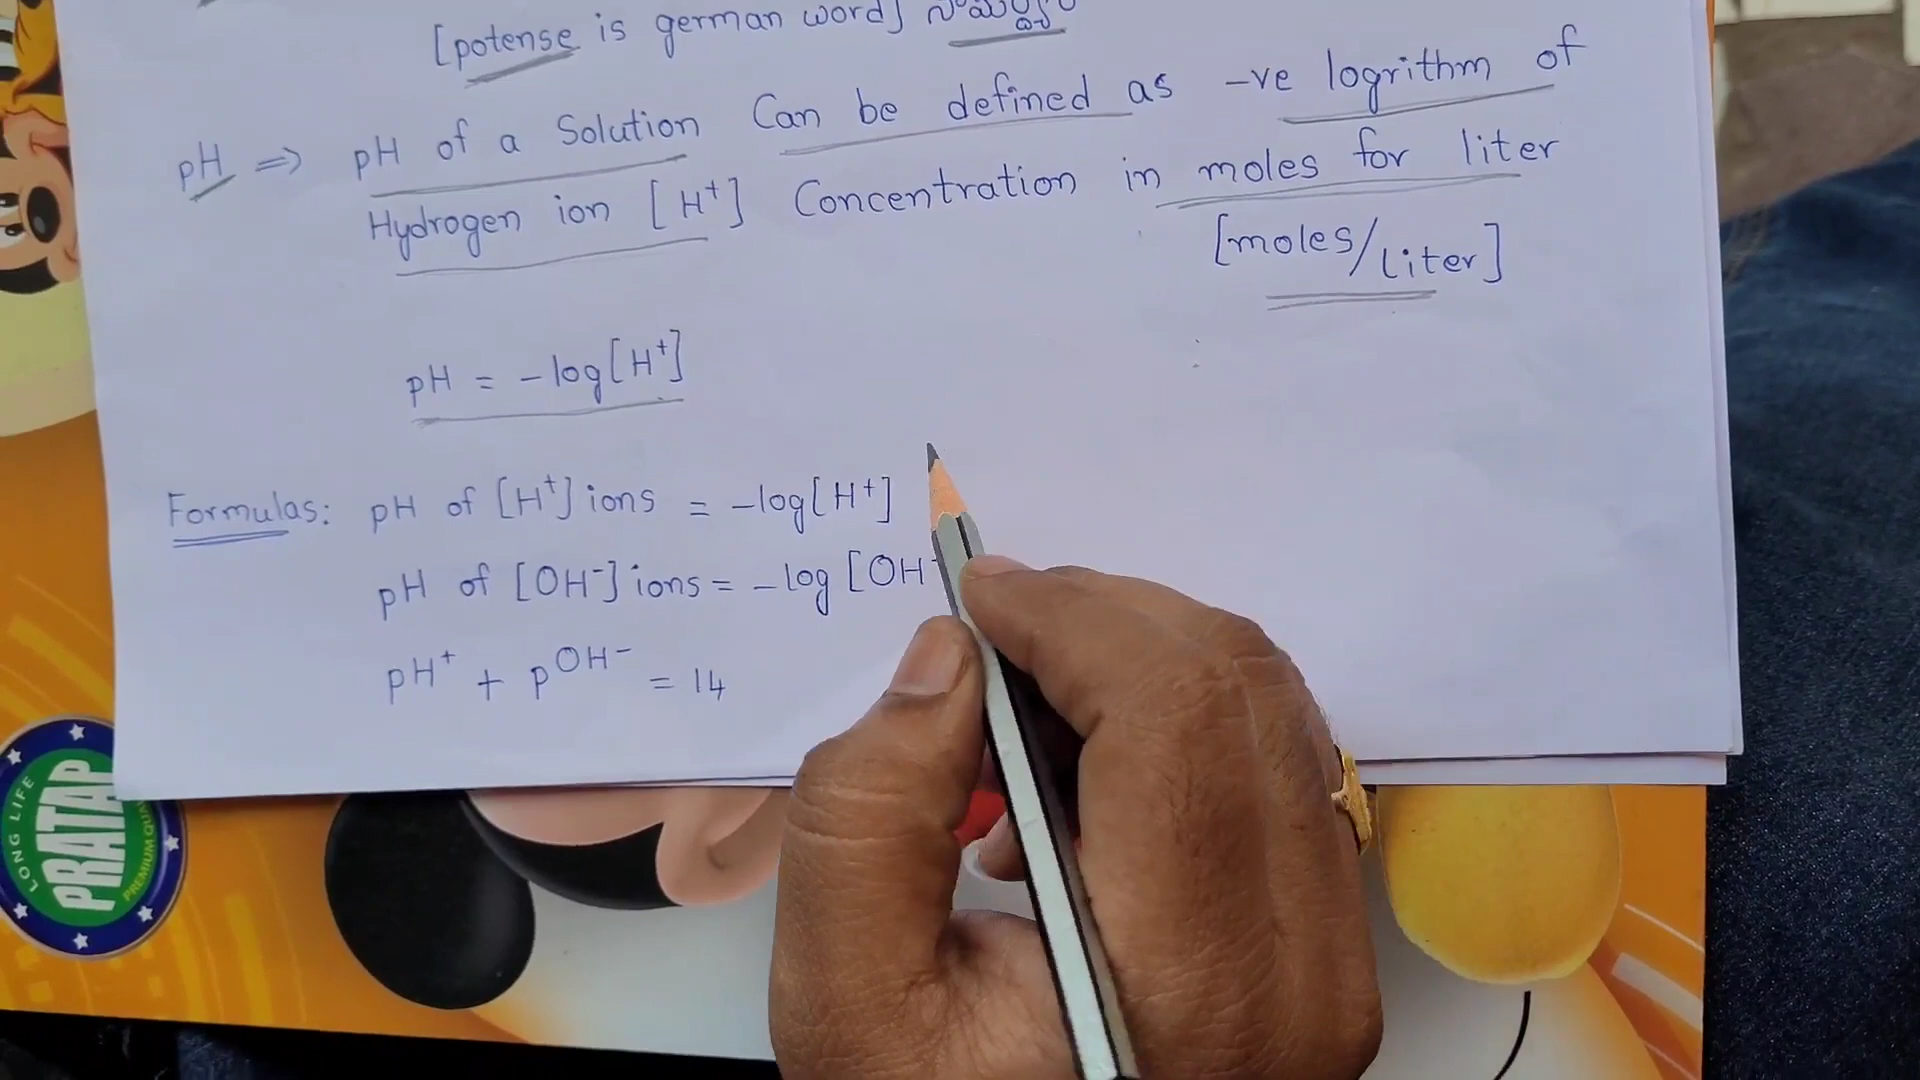 [potense is german word]
pH => pH of a Solution Can be defined as -ve logrithm of
Hydrogen ion [H⁺] Concentration in moles for liter
[moles/Liter]
pH = -log[H⁺]
Formulas: pH of [H⁺] ions = -log[H⁺]
pH of [OH⁻] ions = -log [OH⁻
pH⁺ + pOH⁻ = 14
LONG LIFE
PRATAP
PREMIUM QU